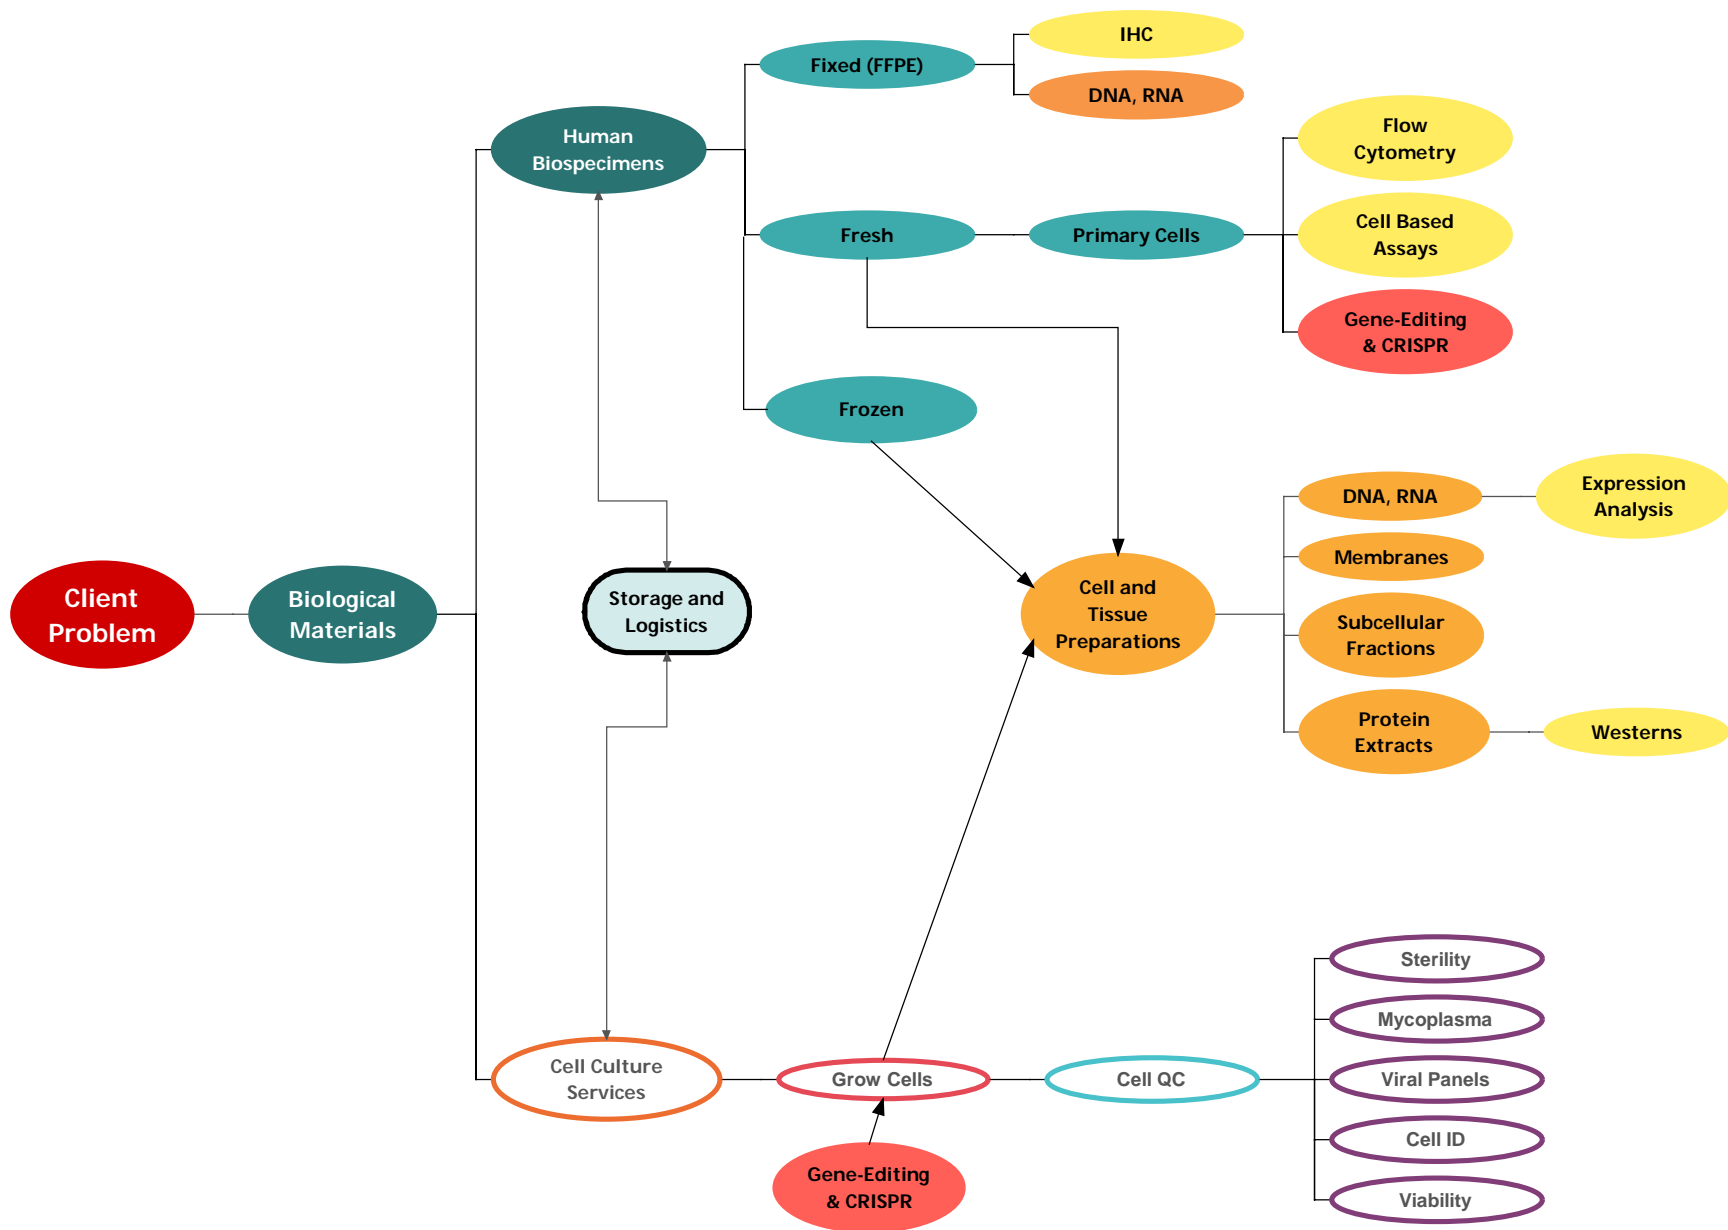 Client
Problem
Biological
Materials
Human
Biospecimens
Storage and
Logistics
Cell Culture
Services
Fixed (FFPE)
IHC
DNA, RNA
Fresh
Primary Cells
Flow
Cytometry
Cell Based
Assays
Gene-Editing
& CRISPR
Frozen
Cell and
Tissue
Preparations
DNA, RNA
Expression
Analysis
Membranes
Subcellular
Fractions
Protein
Extracts
Westerns
Grow Cells
Gene-Editing
& CRISPR
Cell QC
Sterility
Mycoplasma
Viral Panels
Cell ID
Viability